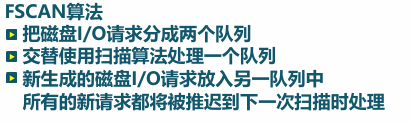 FSCAN算法
把磁盘I/O请求分成两个队列
交替使用扫描算法处理一个队列
新生成的磁盘I/O请求放入另一队列中
所有的新请求都将被推迟到下一次扫描时处理